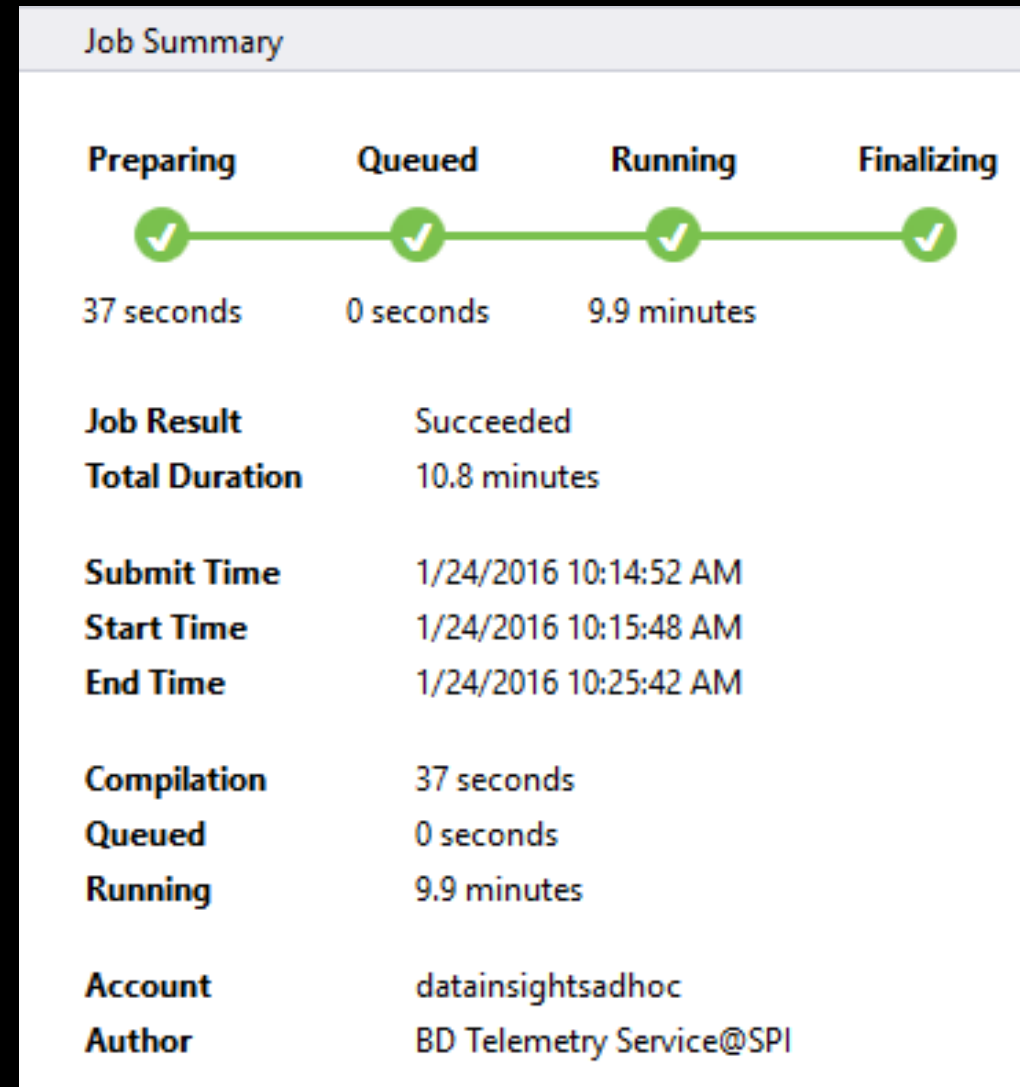 Job Summary
Preparing Queued Running Finalizing
37 seconds 0 seconds 9.9 minutes
Job Result Succeeded
Total Duration 10.8 minutes
Submit Time 1/24/2016 10:14:52 AM
Start Time 1/24/2016 10:15:48 AM
End Time 1/24/2016 10:25:42 AM
Compilation 37 seconds
Queued 0 seconds
Running 9.9 minutes
Account datainsightsadhoc
Author BD Telemetry Service@SPI